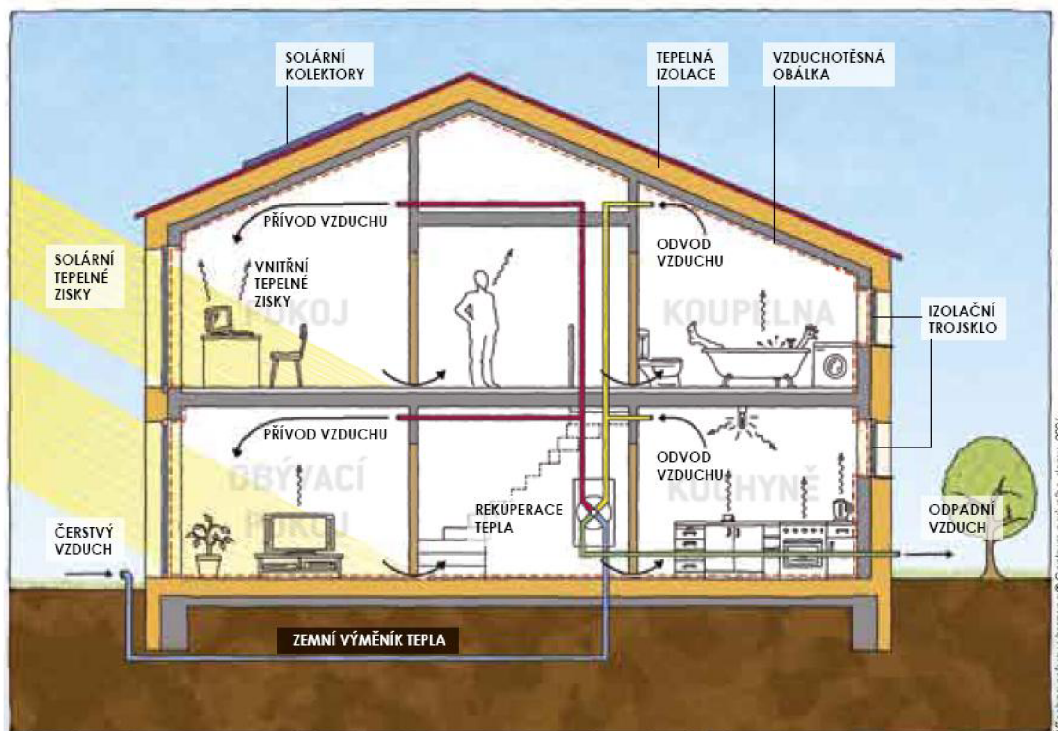 SOLÁRNÍ
KOLEKTORY
TEPELNÁ
IZOLACE
VZDUCHOTĚSNÁ
OBÁLKA
PŘÍVOD VZDUCHU
ODVOD
VZDUCHU
SOLÁRNÍ
TEPELNÉ
ZISKY
VNITŘNÍ
TEPELNÉ
ZISKY
POKOJ
KOUPELNA
IZOLAČNÍ
TROJSKLO
PŘÍVOD VZDUCHU
ODVOD
VZDUCHU
OBÝVACÍ
POKOJ
KUCHYNĚ
REKUPERACE
TEPLA
ČERSTVÝ
VZDUCH
ODPADNÍ
VZDUCH
ZEMNÍ VÝMĚNÍK TEPLA